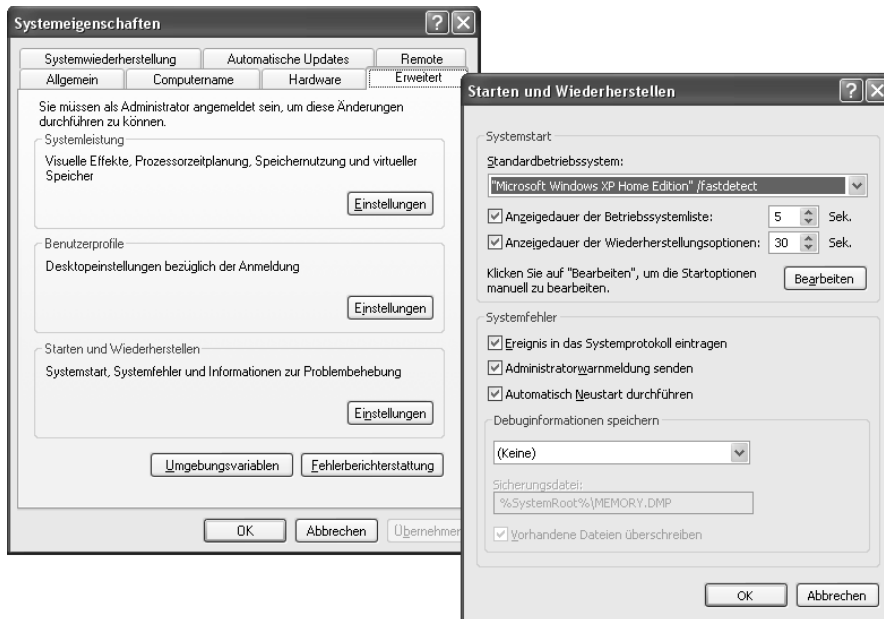 Systemeigenschaften
Systemwiederherstellung Automatische Updates Remote
Allgemein Computername Hardware Erweitert
Sie müssen als Administrator angemeldet sein, um diese Änderungen
durchführen zu können.
Systemleistung
Visuelle Effekte, Prozessorzeitplanung, Speichernutzung und virtueller
Speicher
Einstellungen
Benutzerprofile
Desktopeinstellungen bezüglich der Anmeldung
Einstellungen
Starten und Wiederherstellen
Systemstart, Systemfehler und Informationen zur Problembehebung
Einstellungen
Umgebungsvariablen Fehlerberichterstattung
OK Abbrechen Übernehmen
Starten und Wiederherstellen
Systemstart
Standardbetriebssystem:
"Microsoft Windows XP Home Edition" /fastdetect
Anzeigedauer der Betriebssystemliste: 5 Sek.
Anzeigedauer der Wiederherstellungsoptionen: 30 Sek.
Klicken Sie auf "Bearbeiten", um die Startoptionen
manuell zu bearbeiten.
Bearbeiten
Systemfehler
Ereignis in das Systemprotokoll eintragen
Administratorwarnmeldung senden
Automatisch Neustart durchführen
Debuginformationen speichern
(Keine)
Sicherungsdatei:
%SystemRoot%\MEMORY.DMP
Vorhandene Dateien überschreiben
OK Abbrechen